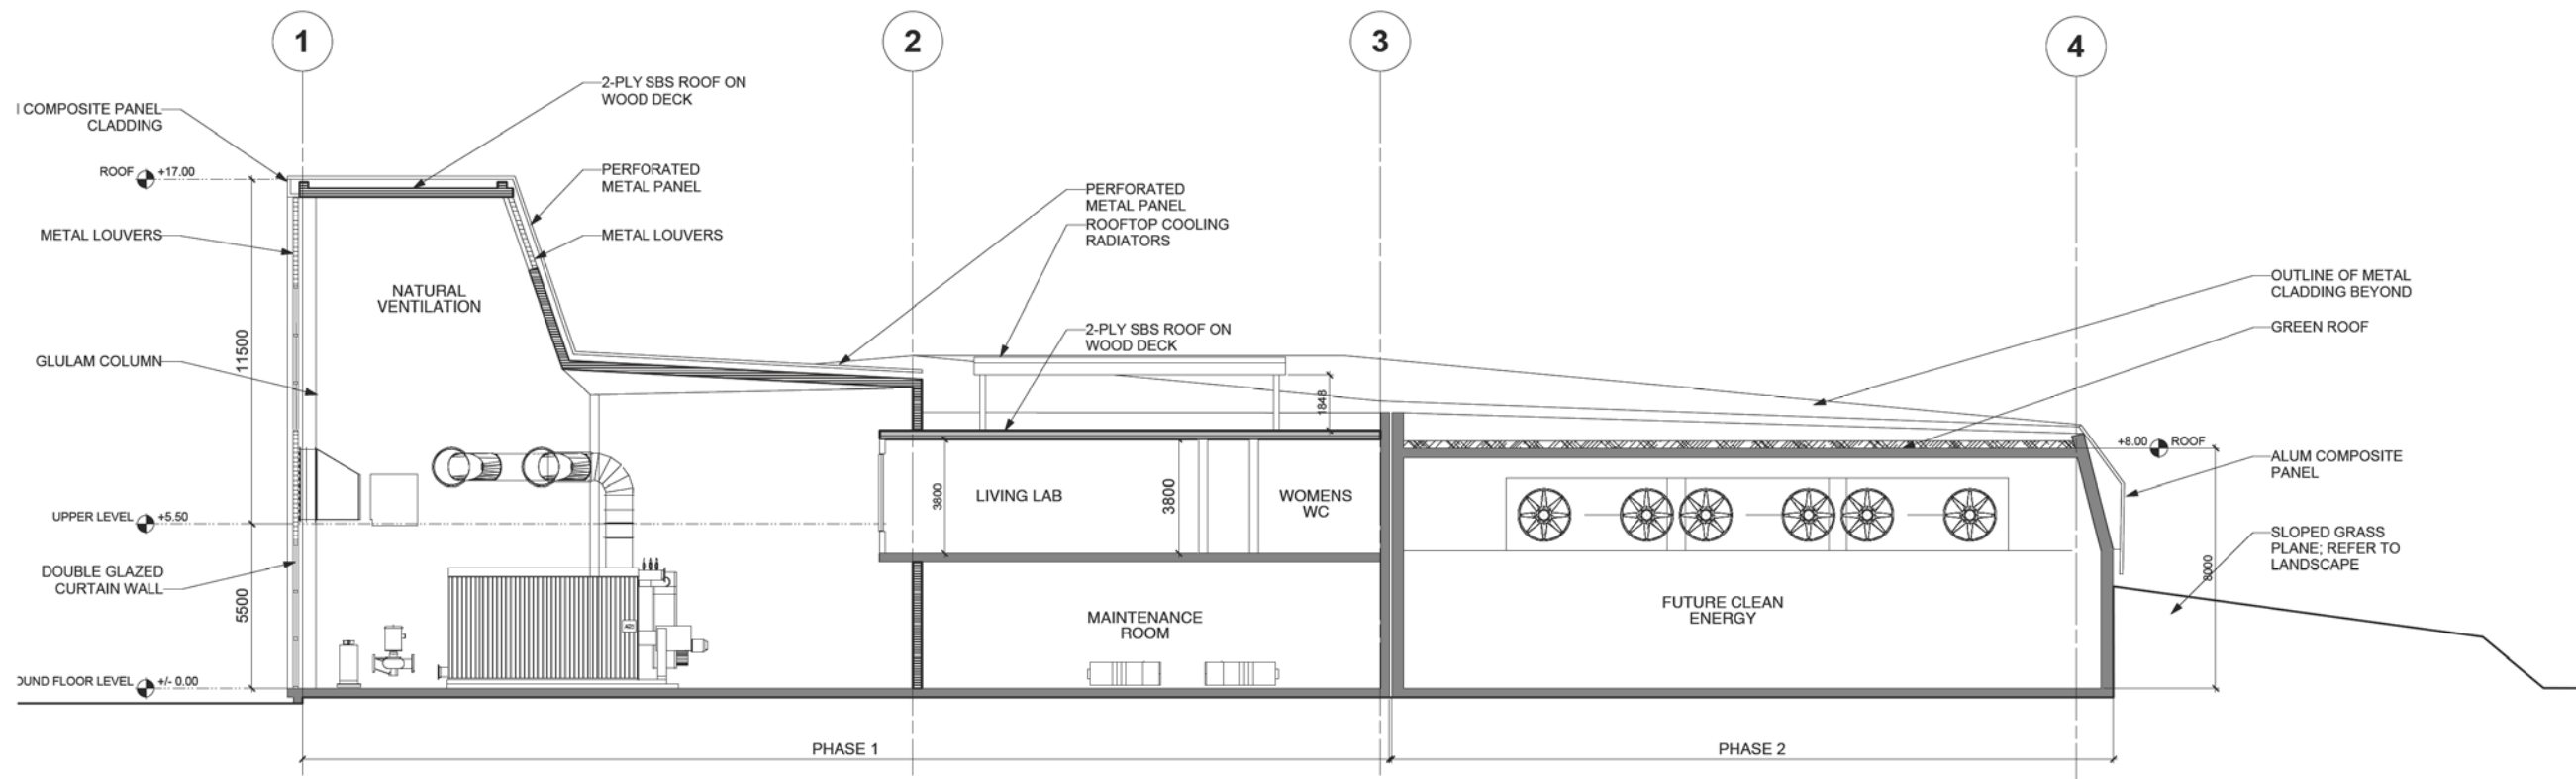 1
2
3
4
2-PLY SBS ROOF ON
WOOD DECK
COMPOSITE PANEL
CLADDING
ROOF
+17.00
PERFORATED
METAL PANEL
PERFORATED
METAL PANEL
ROOFTOP COOLING
RADIATORS
METAL LOUVERS
METAL LOUVERS
OUTLINE OF METAL
CLADDING BEYOND
NATURAL
VENTILATION
2-PLY SBS ROOF ON
WOOD DECK
GREEN ROOF
11500
GLULAM COLUMN
1848
+8.00
ROOF
ALUM COMPOSITE
PANEL
3800
LIVING LAB
3800
WOMENS
WC
UPPER LEVEL
+5.50
SLOPED GRASS
PLANE; REFER TO
LANDSCAPE
DOUBLE GLAZED
CURTAIN WALL
5500
8000
MAINTENANCE
ROOM
FUTURE CLEAN
ENERGY
OUND FLOOR LEVEL
+/- 0.00
PHASE 1
PHASE 2